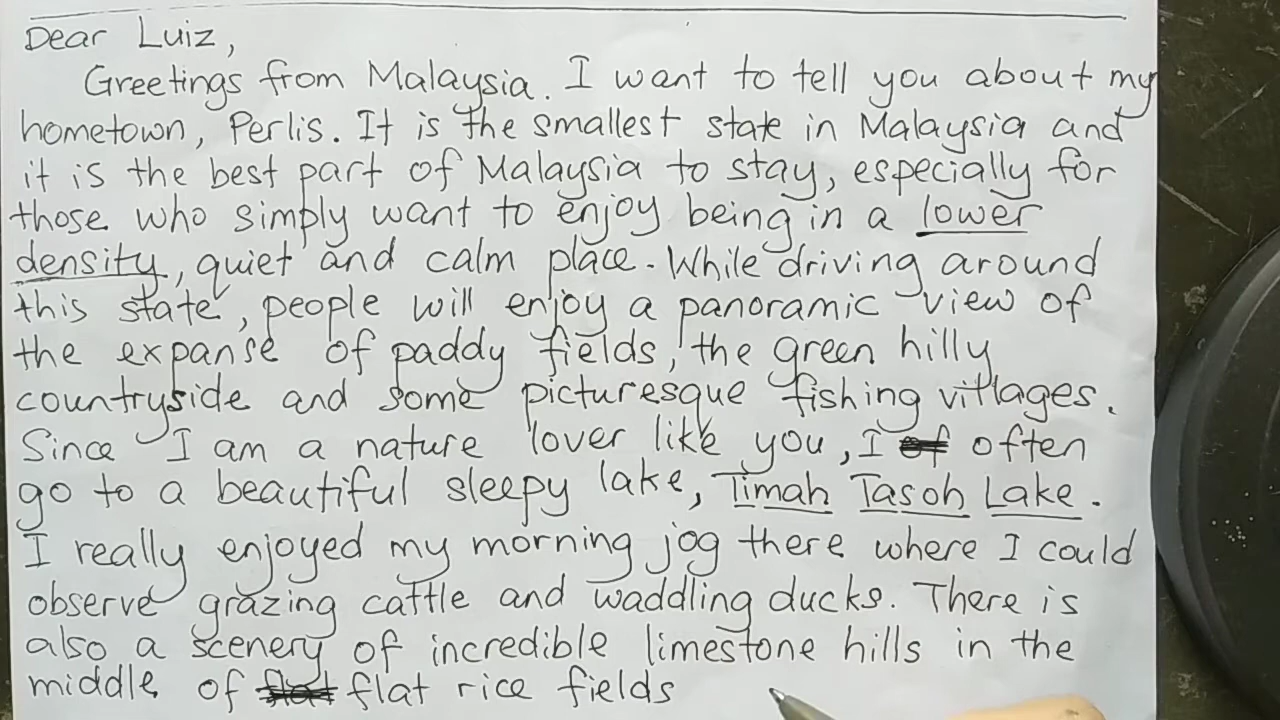 Dear Luiz,
Greetings from Malaysia. I want to tell you about my
hometown, Perlis. It is the smallest state in Malaysia and
it is the best part of Malaysia to stay, especially for
those who simply want to enjoy being in a lower
density, quiet and calm place. While driving around
this state, people will enjoy a panoramic view of
the expanse of paddy fields, the green hilly
countryside and some picturesque fishing villages.
Since I am a nature lover like you, I of often
go to a beautiful sleepy lake, Timah Tasoh Lake.
I really enjoyed my morning jog there where I could
observe grazing cattle and waddling ducks. There is
also a scenery of incredible limestone hills in the
middle of flat flat rice fields